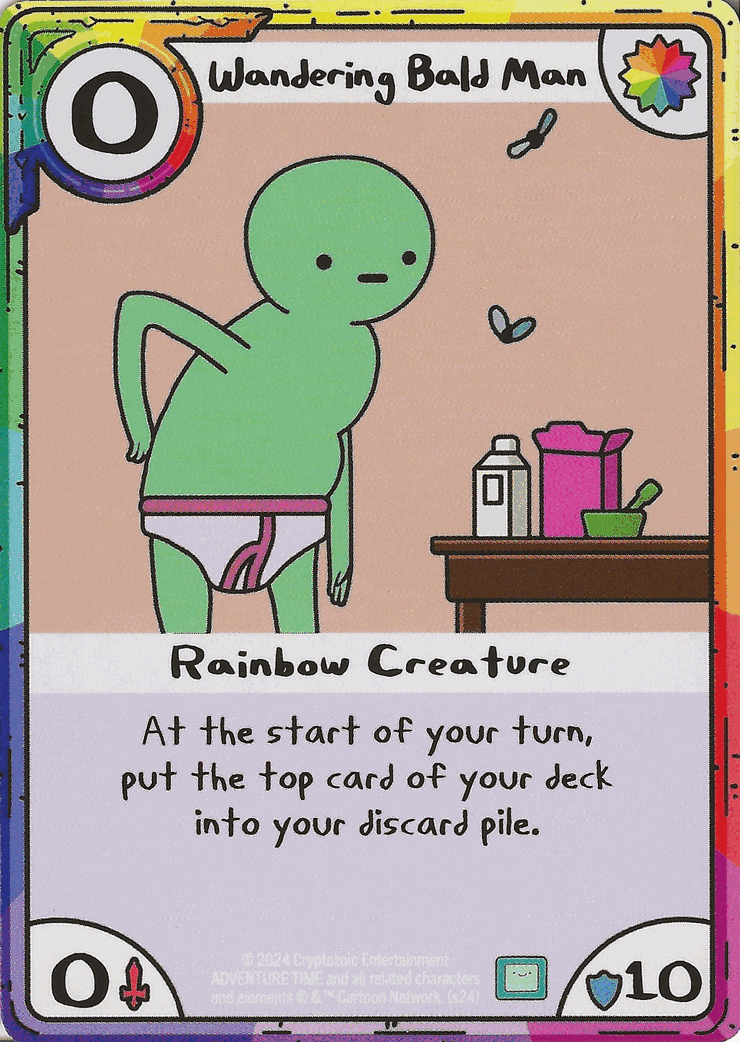 0
Wandering Bald Man
Rainbow Creature
At the start of your turn,
put the top card of your deck
into your discard pile.
0
© 2024 Cryptozoic Entertainment
ADVENTURE TIME and all related characters
and elements © & ™ Cartoon Network. (s24)
10